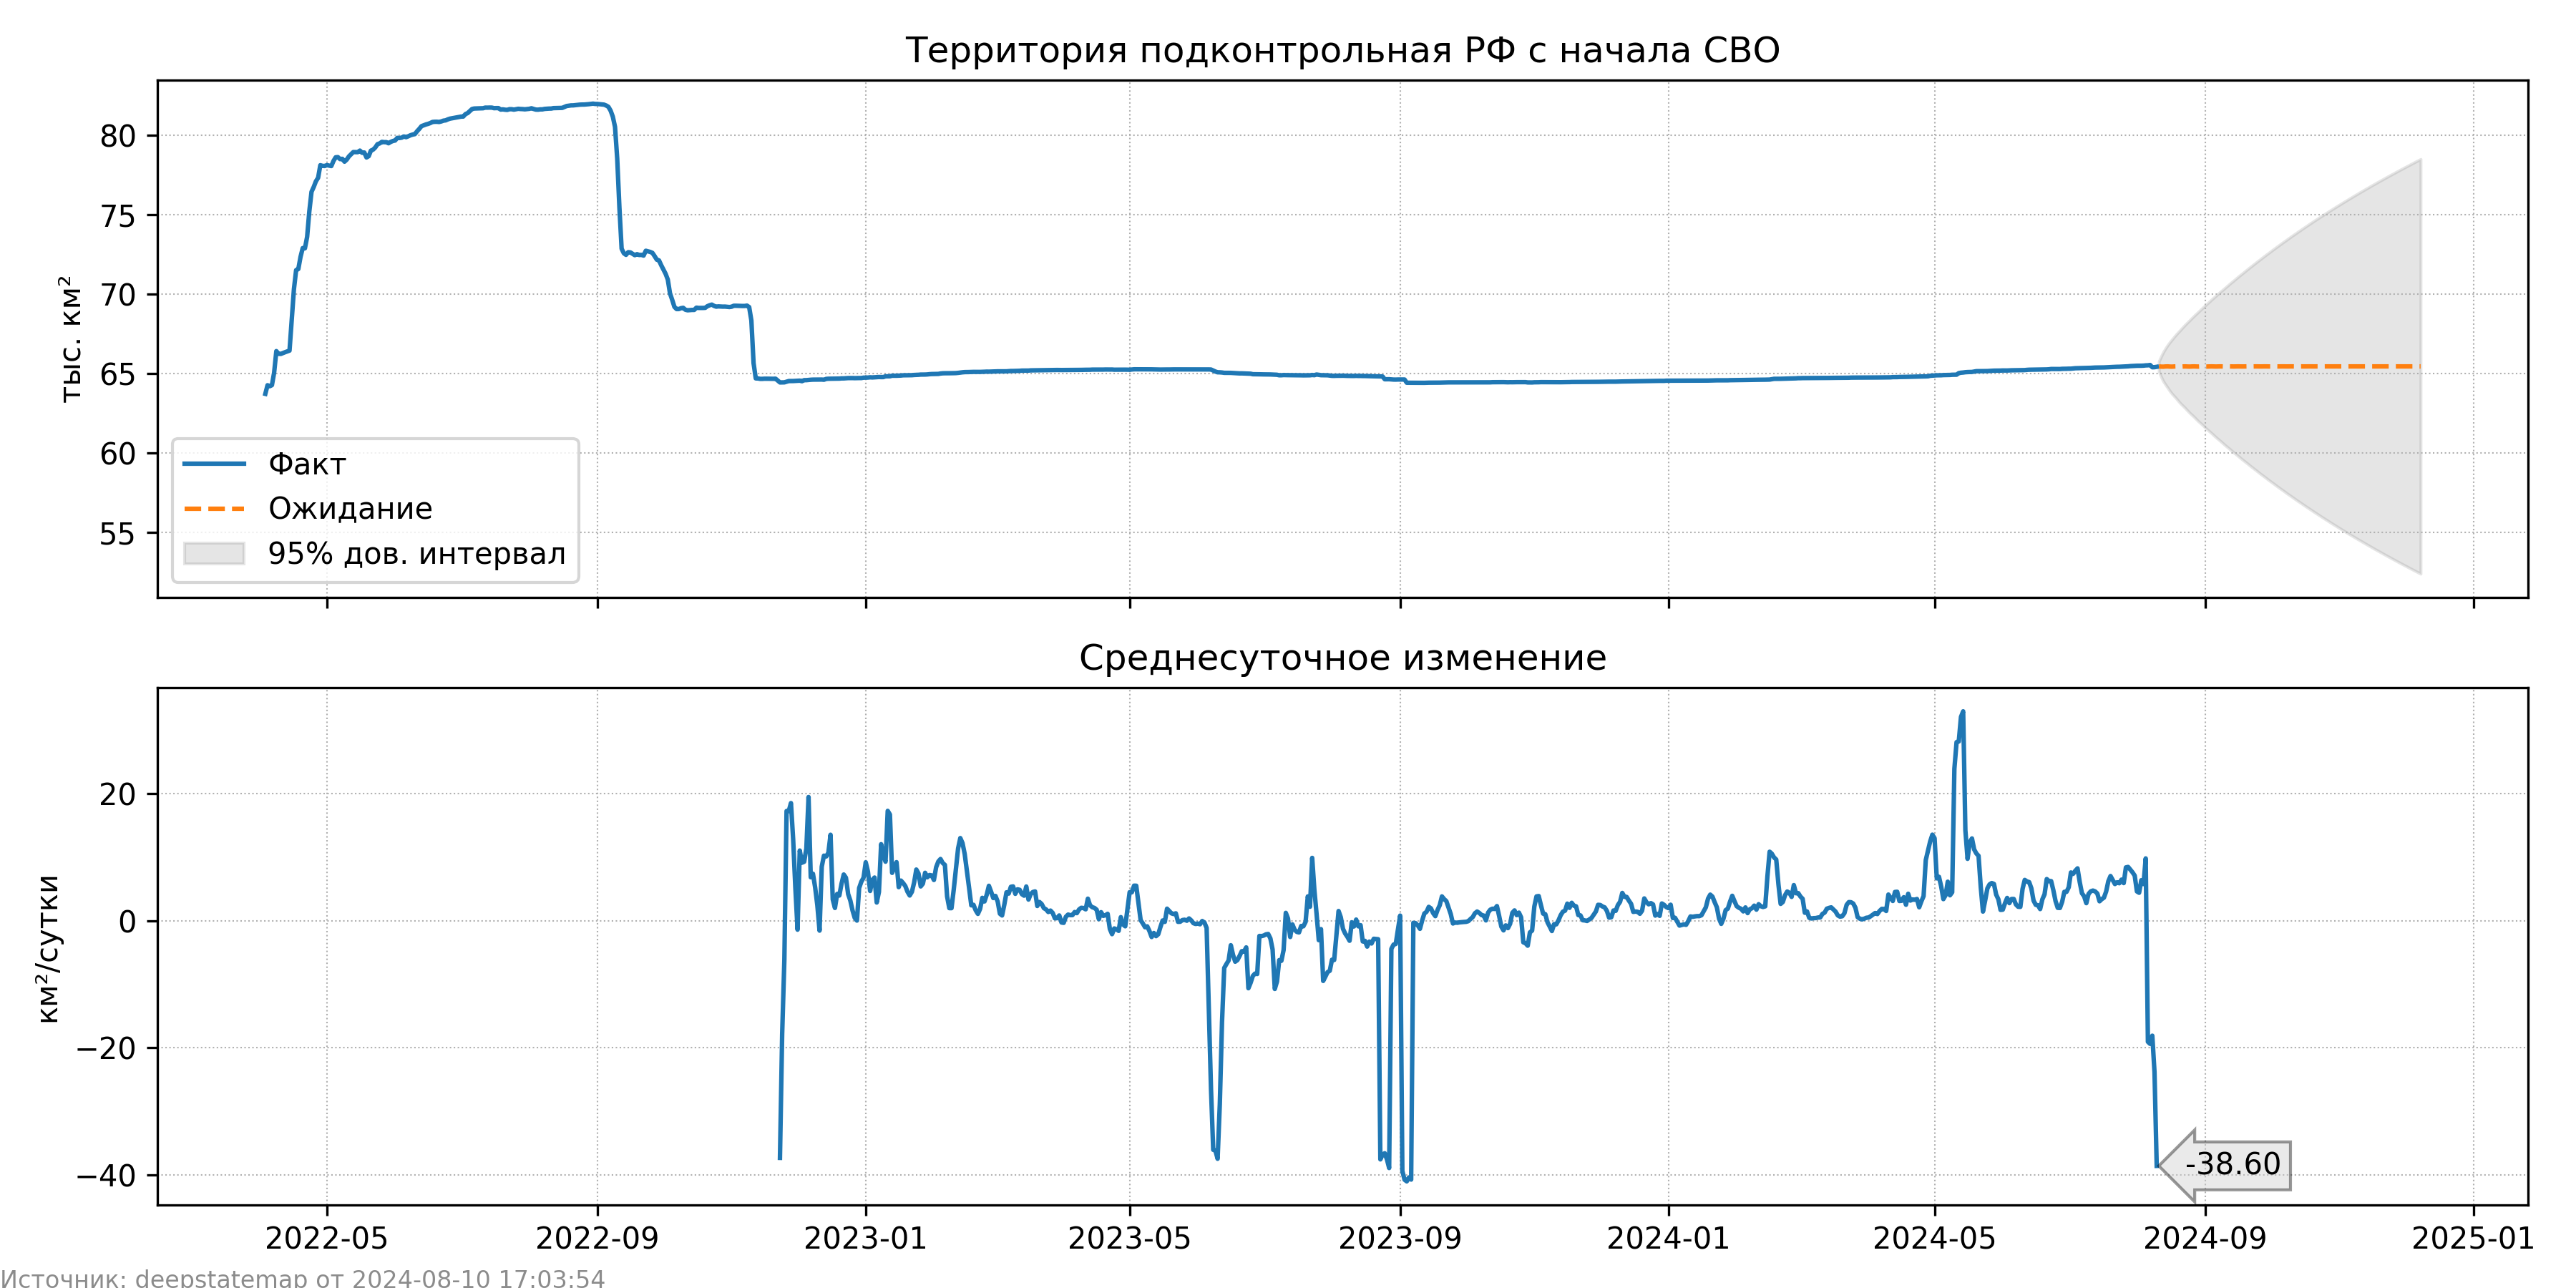 Территория подконтрольная РФ с начала СВО
тыс. км²
80
75
70
65
60
55
Факт
Ожидание
95% дов. интервал
Среднесуточное изменение
км²/сутки
20
0
−20
−40
-38.60
2022-05 2022-09 2023-01 2023-05 2023-09 2024-01 2024-05 2024-09 2025-01
Источник: deepstatemap от 2024-08-10 17:03:54